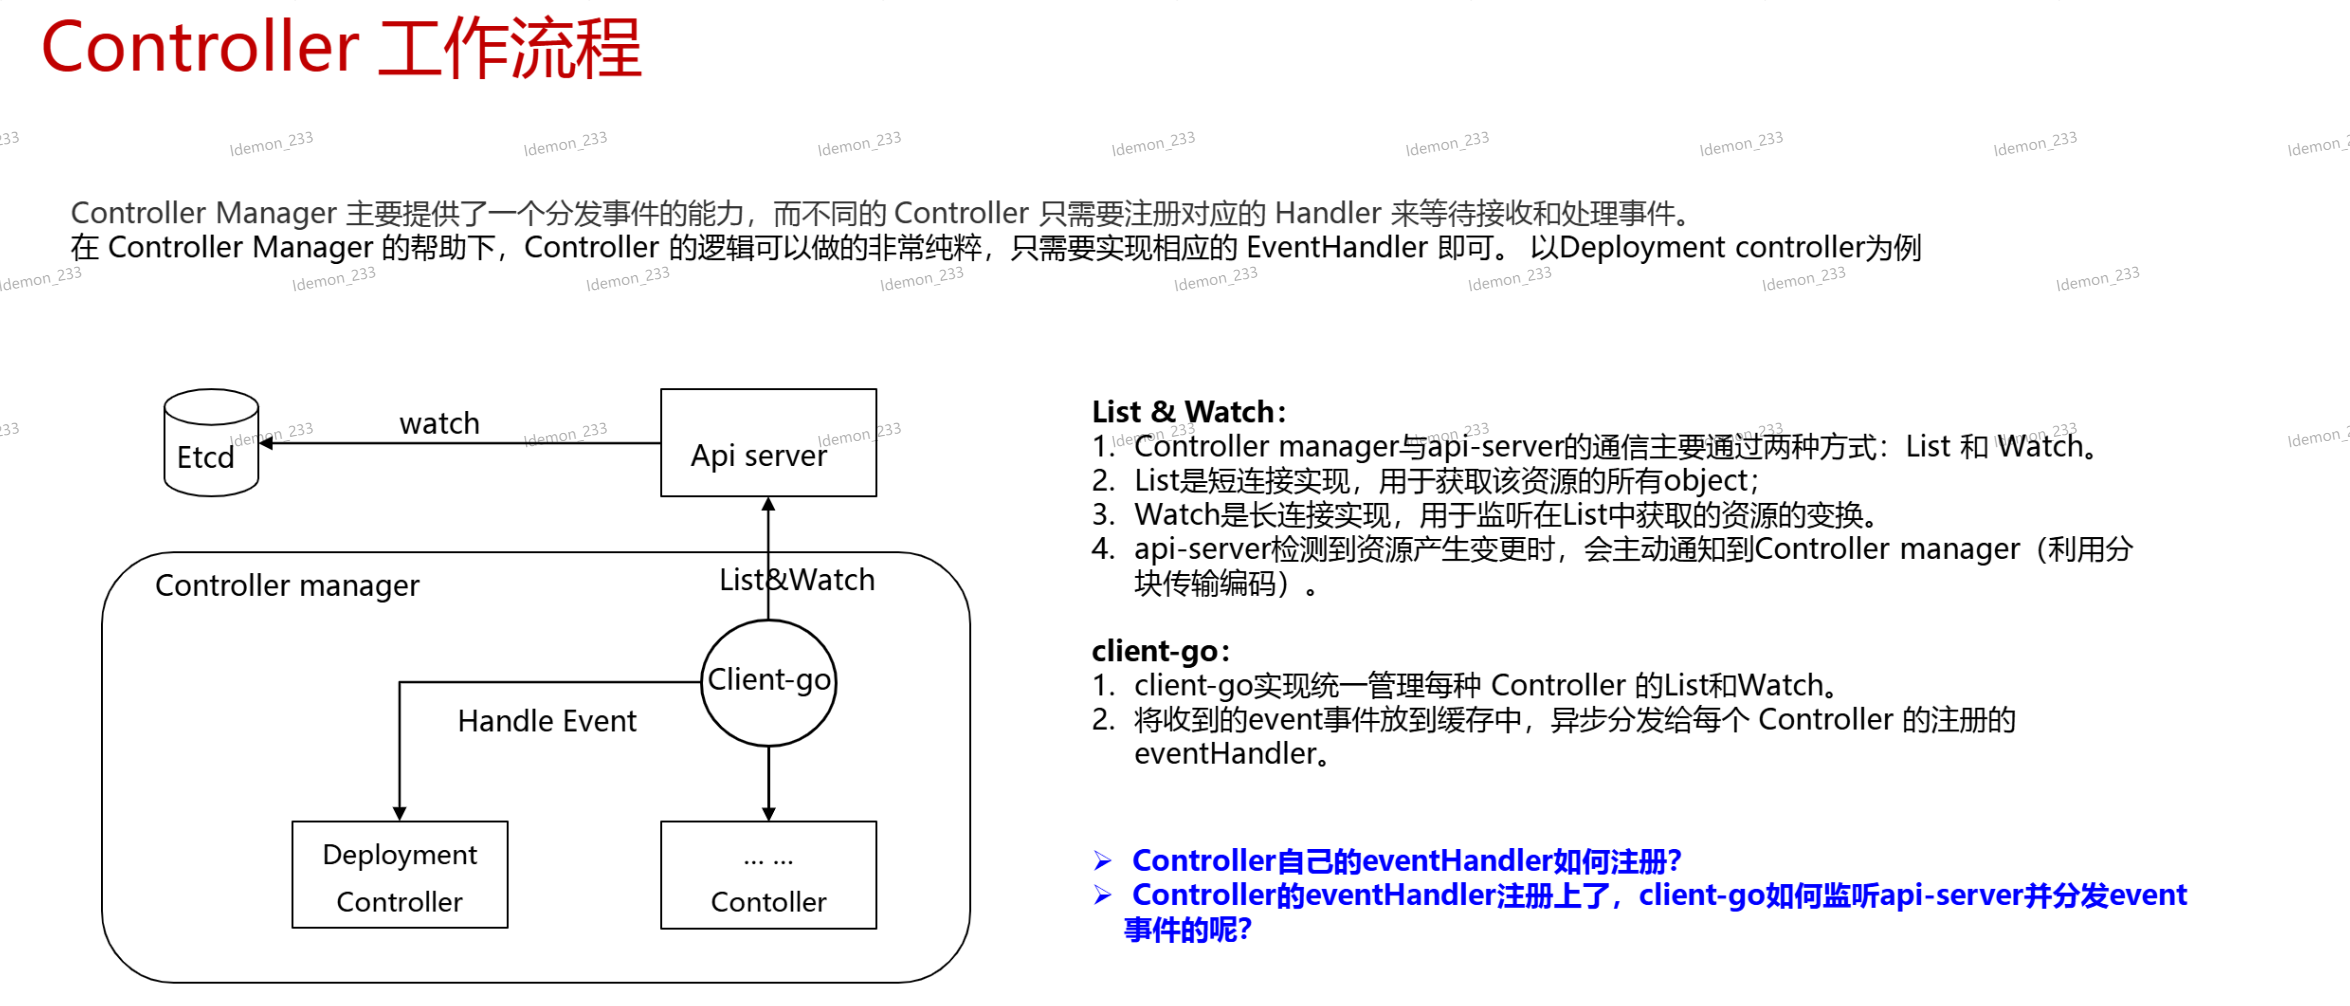 Controller 工作流程
Controller Manager 主要提供了一个分发事件的能力，而不同的 Controller 只需要注册对应的 Handler 来等待接收和处理事件。
在 Controller Manager 的帮助下，Controller 的逻辑可以做的非常纯粹，只需要实现相应的 EventHandler 即可。 以Deployment controller为例
Etcd
watch
Api server
Controller manager
List&Watch
Client-go
Handle Event
Deployment
Controller
... ...
Contoller
List & Watch：
1. Controller manager与api-server的通信主要通过两种方式：List 和 Watch。
2. List是短连接实现，用于获取该资源的所有object；
3. Watch是长连接实现，用于监听在List中获取的资源的变换。
4. api-server检测到资源产生变更时，会主动通知到Controller manager（利用分
块传输编码）。
client-go：
1. client-go实现统一管理每种 Controller 的List和Watch。
2. 将收到的event事件放到缓存中，异步分发给每个 Controller 的注册的
eventHandler。
➢ Controller自己的eventHandler如何注册？
➢ Controller的eventHandler注册上了，client-go如何监听api-server并分发event
事件的呢？
ldemon_233